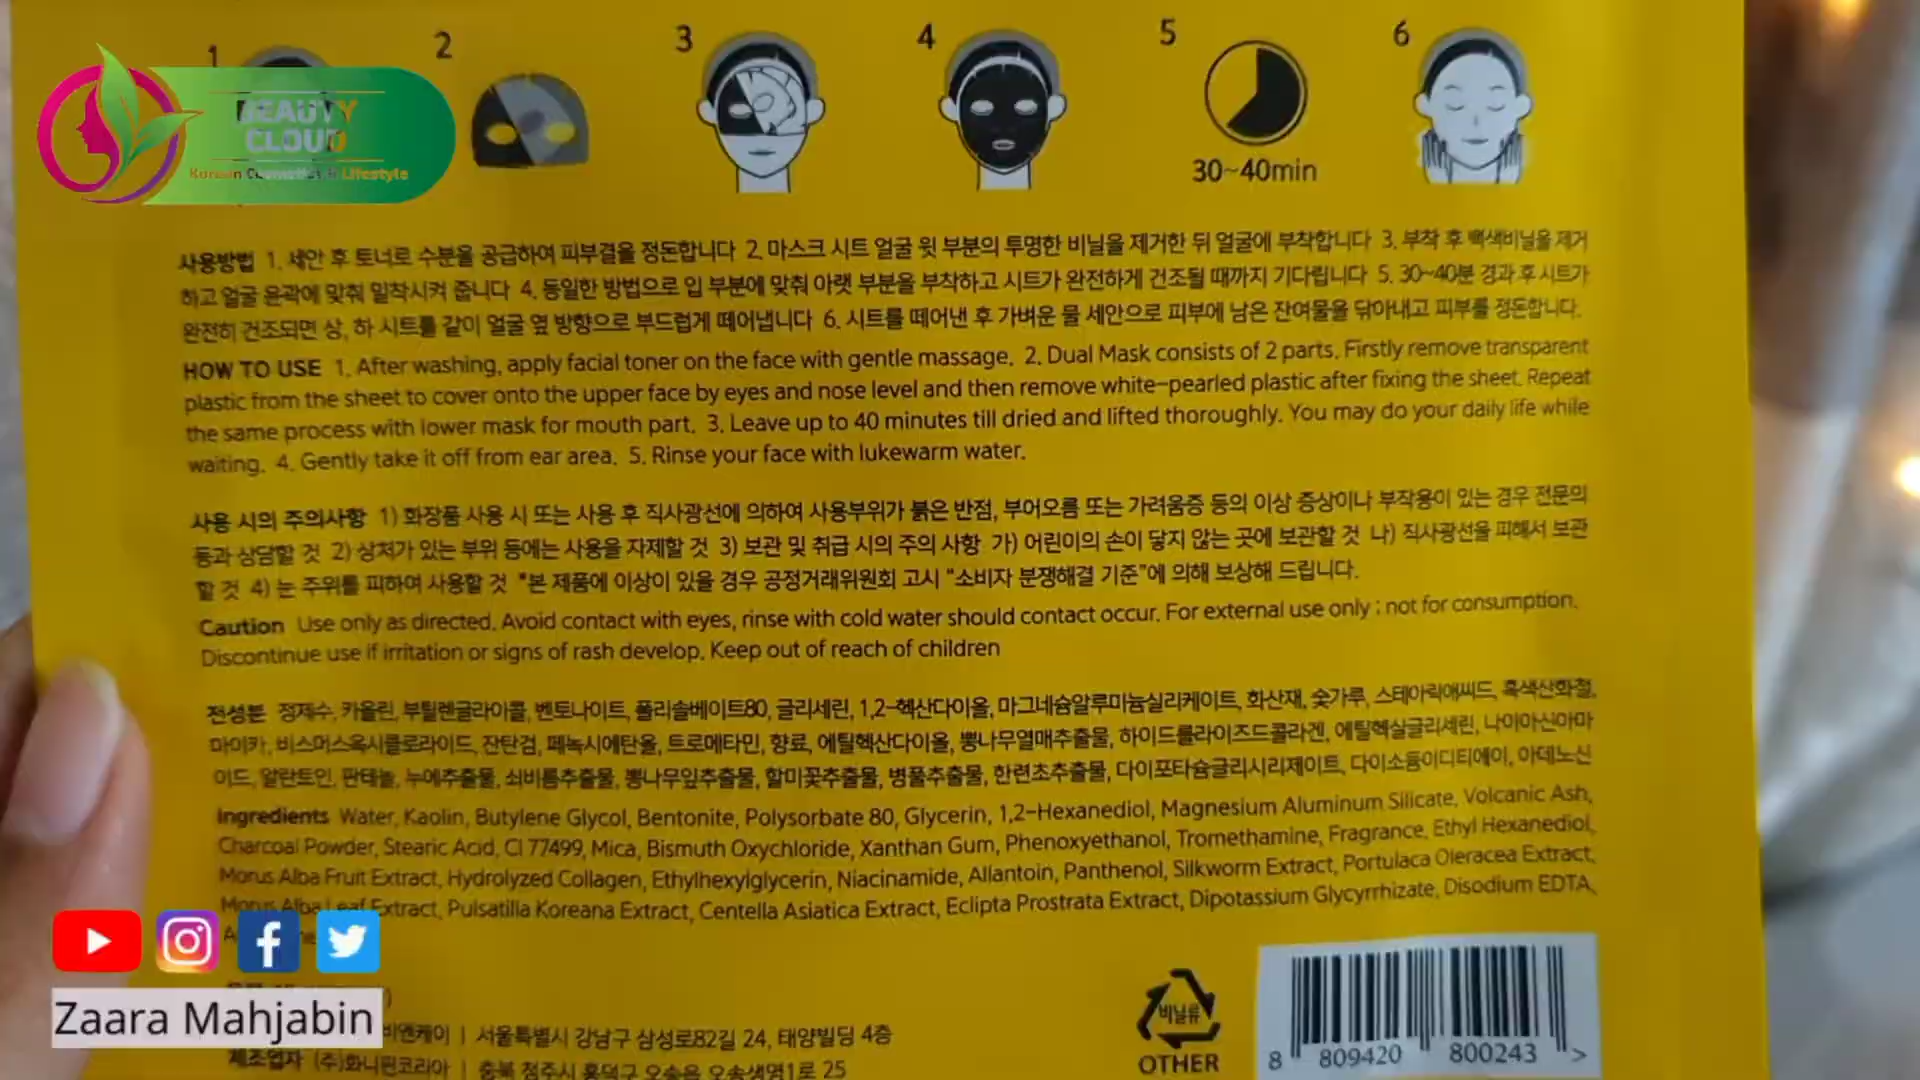 1
2
3
4
5
6
BEAUTY
CLOUD
Korean Cosmetics & Lifestyle
30~40min
사용방법 1. 세안 후 토너로 수분을 공급하여 피부결을 정돈합니다 2. 마스크 시트 얼굴 윗 부분의 투명한 비닐을 제거한 뒤 얼굴에 부착합니다 3. 부착 후 백색비닐을 제거
하고 얼굴 윤곽에 맞춰 밀착시켜 줍니다 4. 동일한 방법으로 입 부분에 맞춰 아랫 부분을 부착하고 시트가 완전하게 건조될 때까지 기다립니다 5. 30~40분 경과 후 시트가
완전히 건조되면 상, 하 시트를 같이 얼굴 옆 방향으로 부드럽게 떼어냅니다 6. 시트를 떼어낸 후 가벼운 물 세안으로 피부에 남은 잔여물을 닦아내고 피부를 정돈합니다.
HOW TO USE 1. After washing, apply facial toner on the face with gentle massage. 2. Dual Mask consists of 2 parts. Firstly remove transparent
plastic from the sheet to cover onto the upper face by eyes and nose level and then remove white-pearled plastic after fixing the sheet. Repeat
the same process with lower mask for mouth part. 3. Leave up to 40 minutes till dried and lifted thoroughly. You may do your daily life while
waiting. 4. Gently take it off from ear area. 5. Rinse your face with lukewarm water.
사용 시의 주의사항 1) 화장품 사용 시 또는 사용 후 직사광선에 의하여 사용부위가 붉은 반점, 부어오름 또는 가려움증 등의 이상 증상이나 부작용이 있는 경우 전문의
등과 상담할 것 2) 상처가 있는 부위 등에는 사용을 자제할 것 3) 보관 및 취급 시의 주의 사항 가) 어린이의 손이 닿지 않는 곳에 보관할 것 나) 직사광선을 피해서 보관
할 것 4) 눈 주위를 피하여 사용할 것 *본 제품에 이상이 있을 경우 공정거래위원회 고시 "소비자 분쟁해결 기준"에 의해 보상해 드립니다.
Caution Use only as directed. Avoid contact with eyes, rinse with cold water should contact occur. For external use only ; not for consumption.
Discontinue use if irritation or signs of rash develop. Keep out of reach of children
전성분 정제수, 카올린, 부틸렌글라이콜, 벤토나이트, 폴리솔베이트80, 글리세린, 1,2-헥산다이올, 마그네슘알루미늄실리케이트, 화산재, 숯가루, 스테아릭애씨드, 흑색산화철,
마이카, 비스머스옥시클로라이드, 잔탄검, 페녹시에탄올, 트로메타민, 향료, 에틸헥산다이올, 뽕나무열매추출물, 하이드롤라이즈드콜라겐, 에틸헥실글리세린, 나이아신아마
이드, 알란토인, 판테놀, 누에추출물, 쇠비름추출물, 뽕나무잎추출물, 할미꽃추출물, 병풀추출물, 한련초추출물, 다이포타슘글리시리제이트, 다이소듐이디티에이, 아데노신
Ingredients Water, Kaolin, Butylene Glycol, Bentonite, Polysorbate 80, Glycerin, 1,2-Hexanediol, Magnesium Aluminum Silicate, Volcanic Ash,
Charcoal Powder, Stearic Acid, CI 77499, Mica, Bismuth Oxychloride, Xanthan Gum, Phenoxyethanol, Tromethamine, Fragrance, Ethyl Hexanediol,
Morus Alba Fruit Extract, Hydrolyzed Collagen, Ethylhexylglycerin, Niacinamide, Allantoin, Panthenol, Silkworm Extract, Portulaca Oleracea Extract,
Morus Alba Leaf Extract, Pulsatilla Koreana Extract, Centella Asiatica Extract, Eclipta Prostrata Extract, Dipotassium Glycyrrhizate, Disodium EDTA,
Zaara Mahjabin
비앤케이 | 서울특별시 강남구 삼성로82길 24, 태양빌딩 4층
제조업자 (주)화니핀코리아 | 충북 청주시 흥덕구 오송읍 오송생명1로 25
비닐류
OTHER
8 809420 800243 >